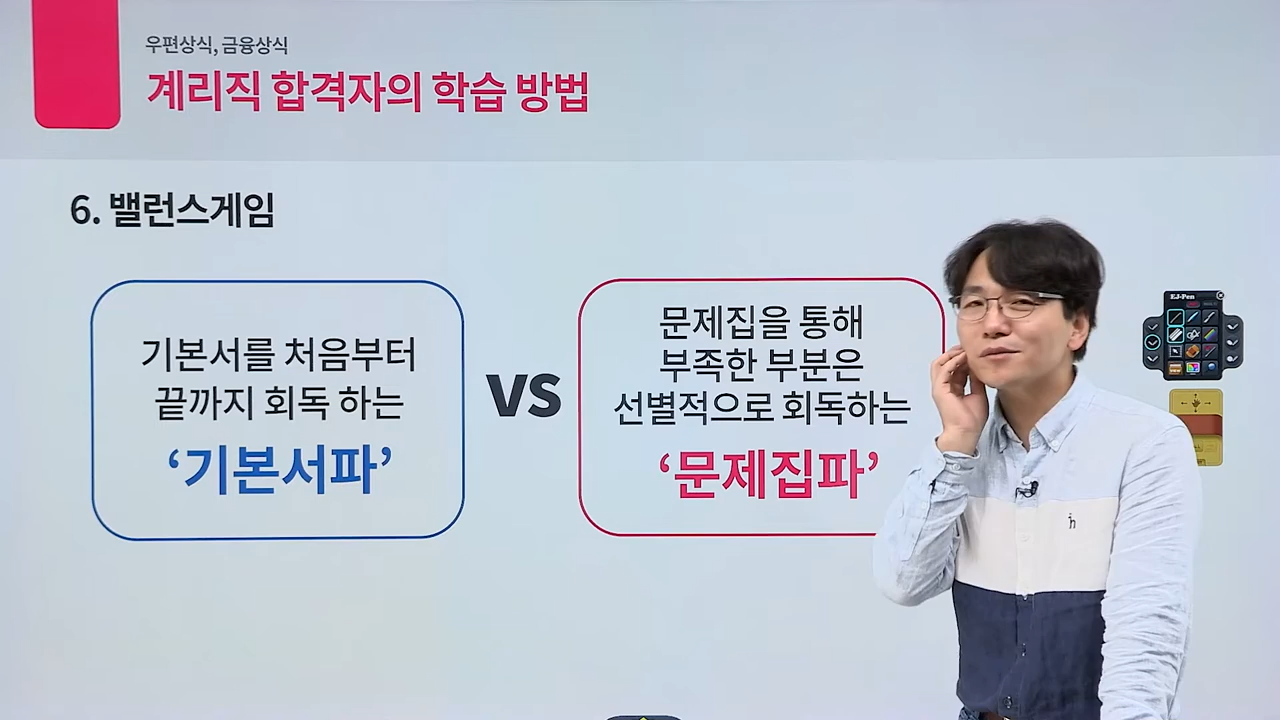 우편상식, 금융상식
계리직 합격자의 학습 방법
6. 밸런스게임
기본서를 처음부터
끝까지 회독 하는
‘기본서파’
VS
문제집을 통해
부족한 부분은
선별적으로 회독하는
‘문제집파’
EJ-Pen
h